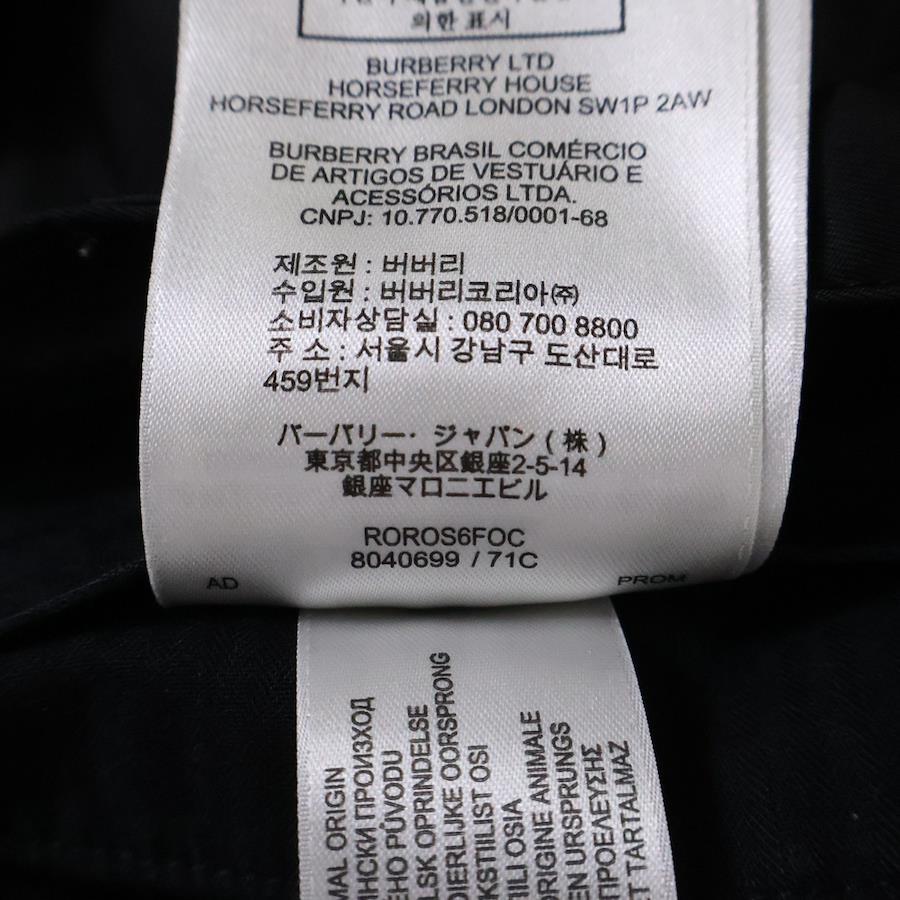 의한 표시
BURBERRY LTD
HORSEFERRY HOUSE
HORSEFERRY ROAD LONDON SW1P 2AW
BURBERRY BRASIL COMÉRCIO
DE ARTIGOS DE VESTUÁRIO E
ACESSÓRIOS LTDA.
CNPJ: 10.770.518/0001-68
제조원 : 버버리
수입원 : 버버리코리아㈜
소비자상담실 : 080 700 8800
주 소 : 서울시 강남구 도산대로
459번지
バーバリー・ジャパン ( 株 )
東京都中央区銀座2-5-14
銀座マロニエビル
ROROS6FOC
8040699 / 71C
AD PROM
MAL ORIGIN
ИНСКИ ПРОИЗХОД
ÉHO PŮVODU
ELSK OPRINDELSE
DIERLIJKE OORSPRONG
KSTIILIST OSI
TIILI OSIA
ORIGINE ANIMALE
EN URSPRUNGS
ΠΡΟΕΛΕΥΣΗΣ
ET TARTALMAZ